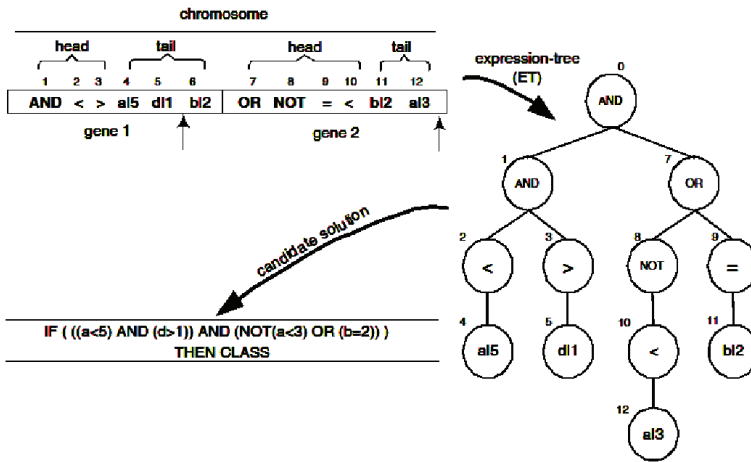 chromosome
head tail head tail
1 2 3 4 5 6 7 8 9 10 11 12
AND < > al5 dl1 bl2 OR NOT = < bl2 al3
gene 1 gene 2
expression-tree
(ET)
candidate solution
IF ( ((a<5) AND (d>1)) AND (NOT(a<3) OR (b=2)) )
THEN CLASS
0
AND
1 7
AND OR
2 3 8 9
< > NOT =
4 5 10 11
al5 dl1 < bl2
12
al3